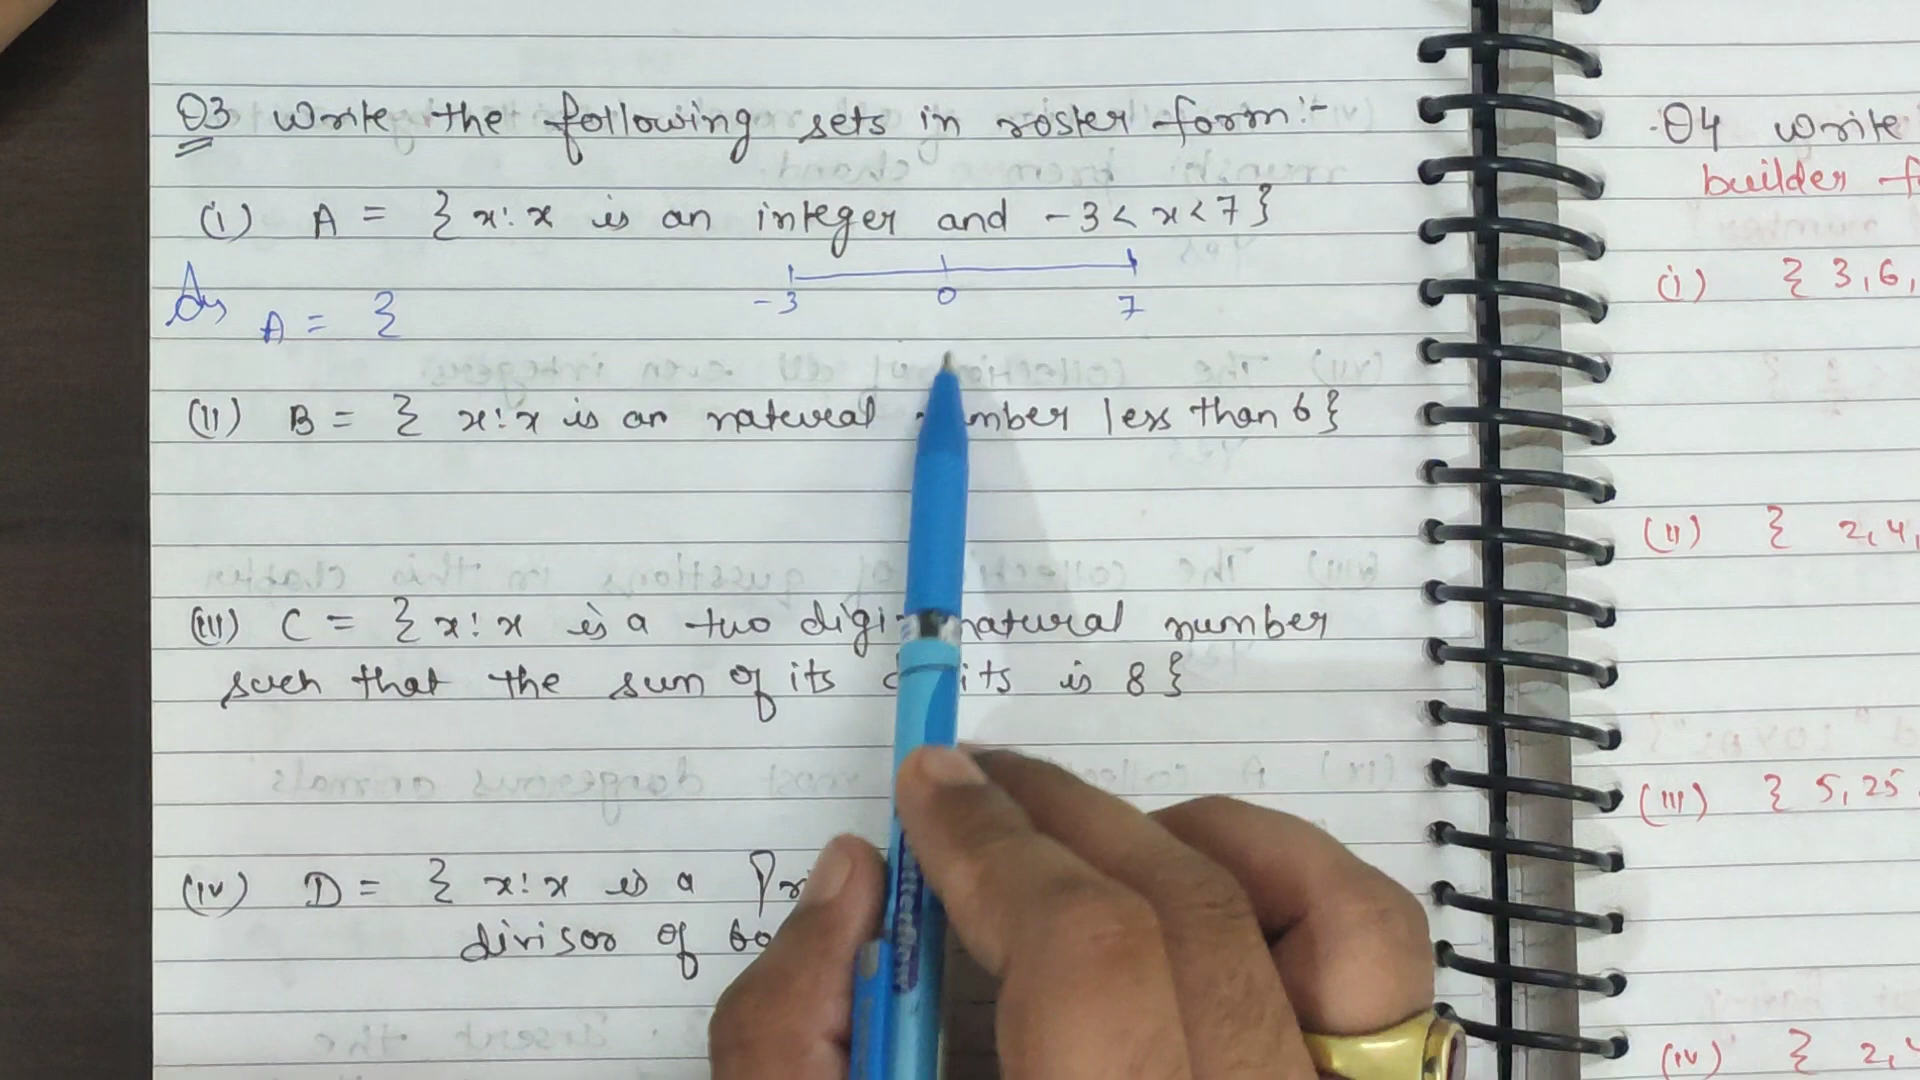 Q3 Write the following sets in roster form:-
(i) A = { x: x is an integer and -3 < x < 7 }
-3 0 7
Ans A = {
(ii) B = { x: x is an natural number less than 6 }
(iii) C = { x: x is a two digit natural number
such that the sum of its digits is 8 }
(iv) D = { x: x is a
divisor of 60
Q4 write
builder
(i) { 3, 6,
(ii) { 2, 4,
(iii) { 5, 25
(iv) { 2, 4